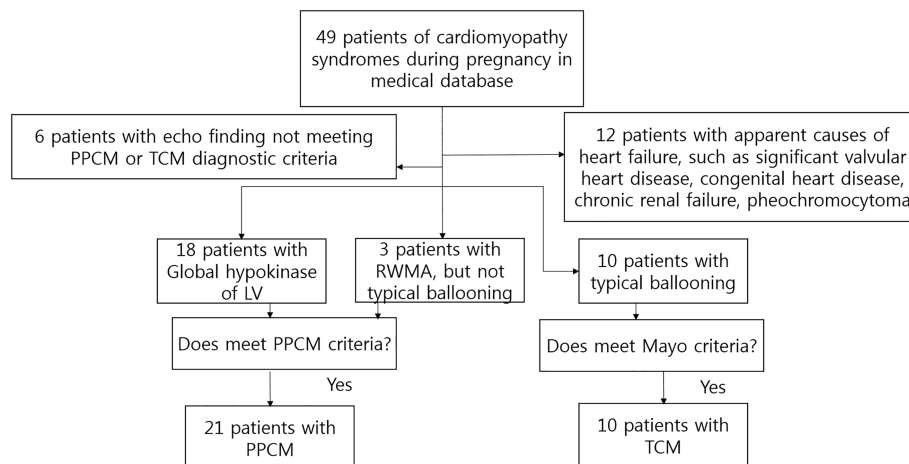 49 patients of cardiomyopathy
syndromes during pregnancy in
medical database
6 patients with echo finding not meeting
PPCM or TCM diagnostic criteria
12 patients with apparent causes of
heart failure, such as significant valvular
heart disease, congenital heart disease,
chronic renal failure, pheochromocytoma
18 patients with
Global hypokinase
of LV
3 patients with
RWMA, but not
typical ballooning
10 patients with
typical ballooning
Does meet PPCM criteria?
Does meet Mayo criteria?
Yes
Yes
21 patients with
PPCM
10 patients with
TCM